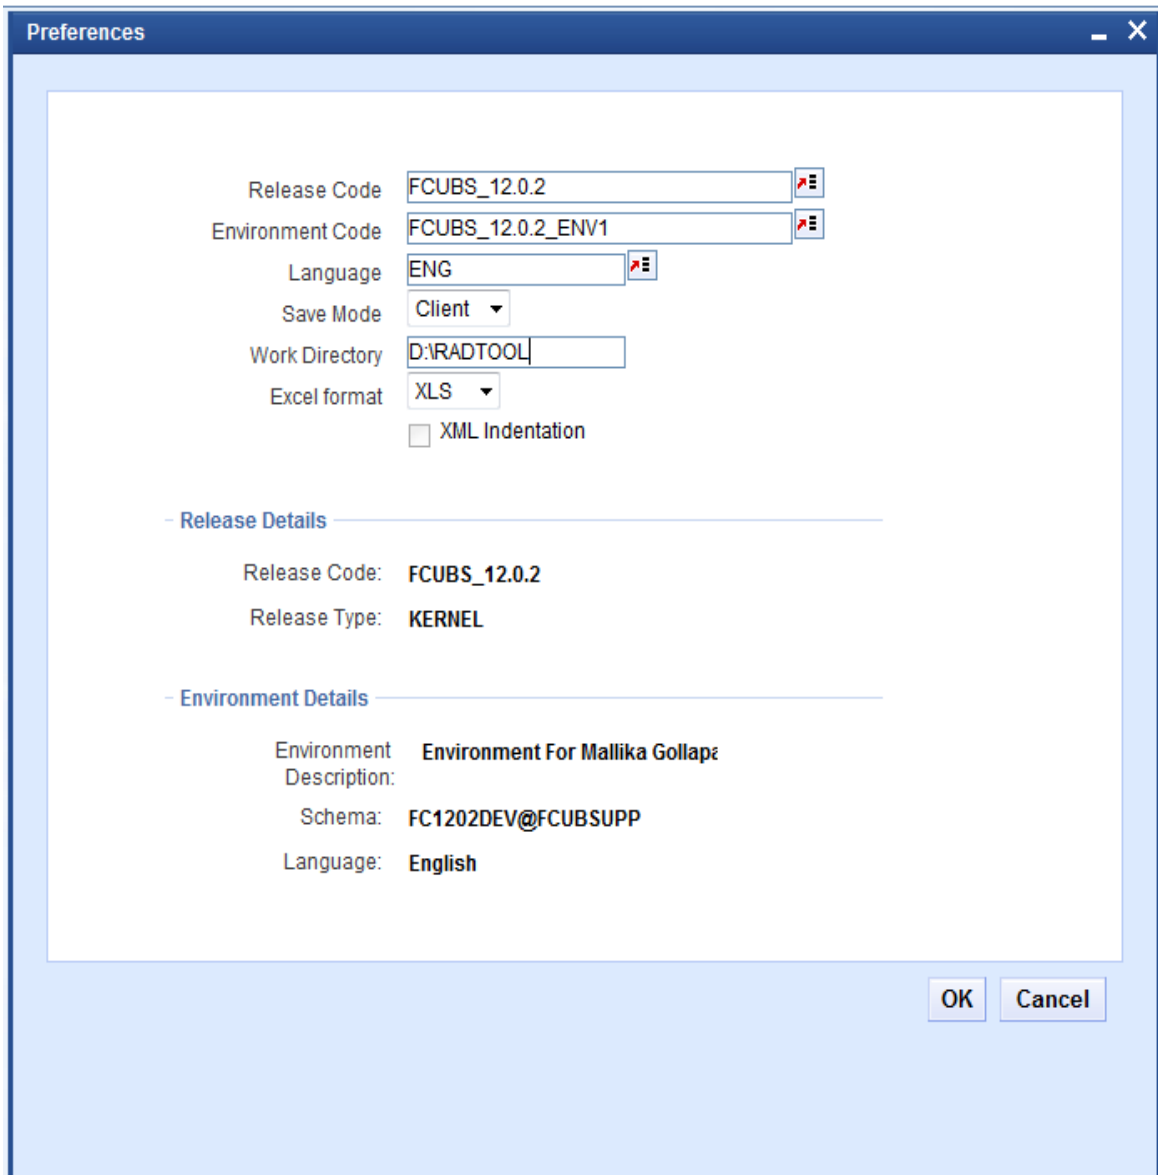 Preferences
Release Code FCUBS_12.0.2
Environment Code FCUBS_12.0.2_ENV1
Language ENG
Save Mode Client
Work Directory D:\RADTOOL
Excel format XLS
XML Indentation
Release Details
Release Code: FCUBS_12.0.2
Release Type: KERNEL
Environment Details
Environment Environment For Mallika Gollapa
Description:
Schema: FC1202DEV@FCUBSUPP
Language: English
OK Cancel